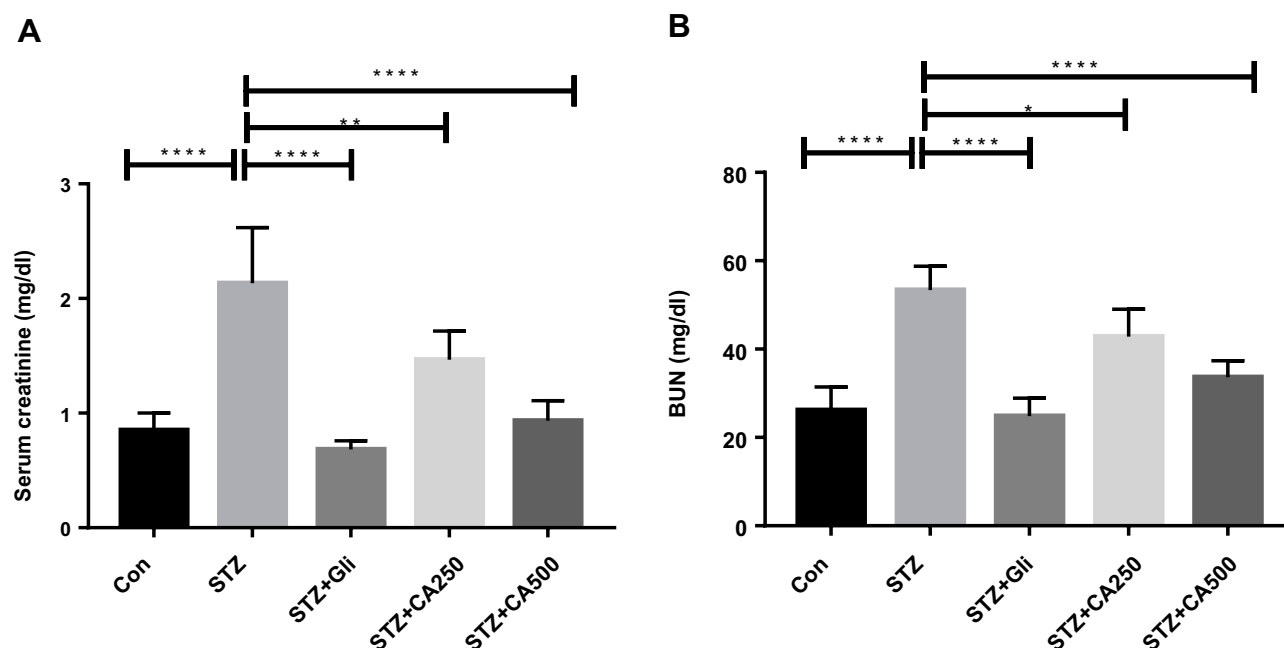 A
****
**
****
****
3
2
1
0
Serum creatinine (mg/dl)
Con
STZ
STZ+Gli
STZ+CA250
STZ+CA500
B
****
*
****
****
80
60
40
20
0
BUN (mg/dl)
Con
STZ
STZ+Gli
STZ+CA250
STZ+CA500